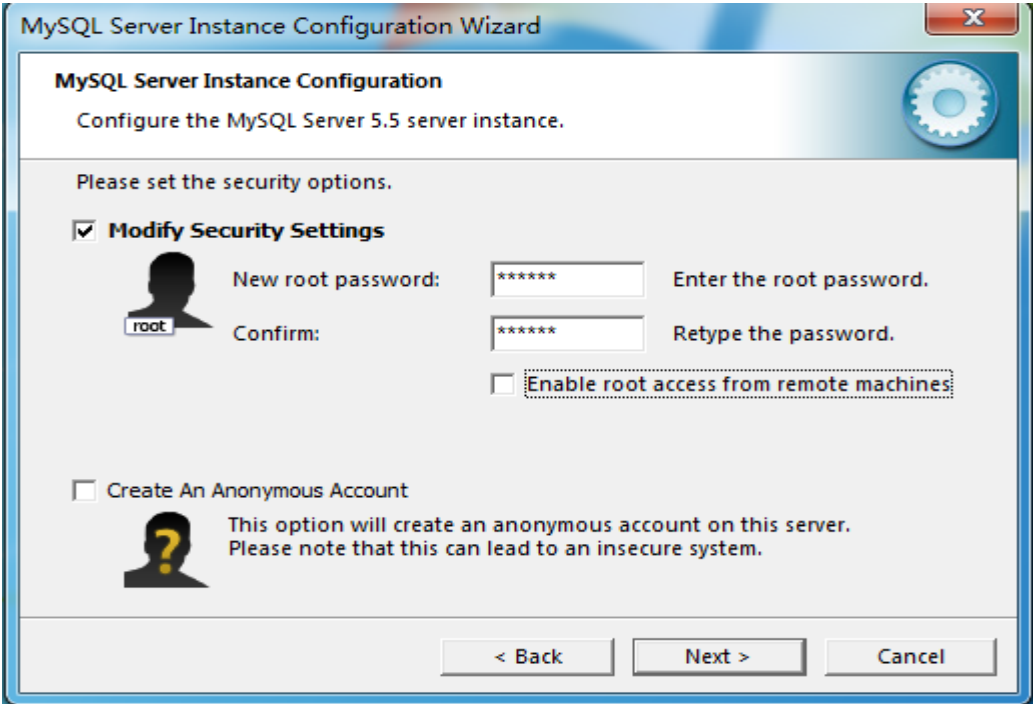 MySQL Server Instance Configuration Wizard
MySQL Server Instance Configuration
Configure the MySQL Server 5.5 server instance.
Please set the security options.
Modify Security Settings
New root password: ****** Enter the root password.
root
Confirm: ****** Retype the password.
Enable root access from remote machines
Create An Anonymous Account
This option will create an anonymous account on this server.
Please note that this can lead to an insecure system.
< Back Next > Cancel